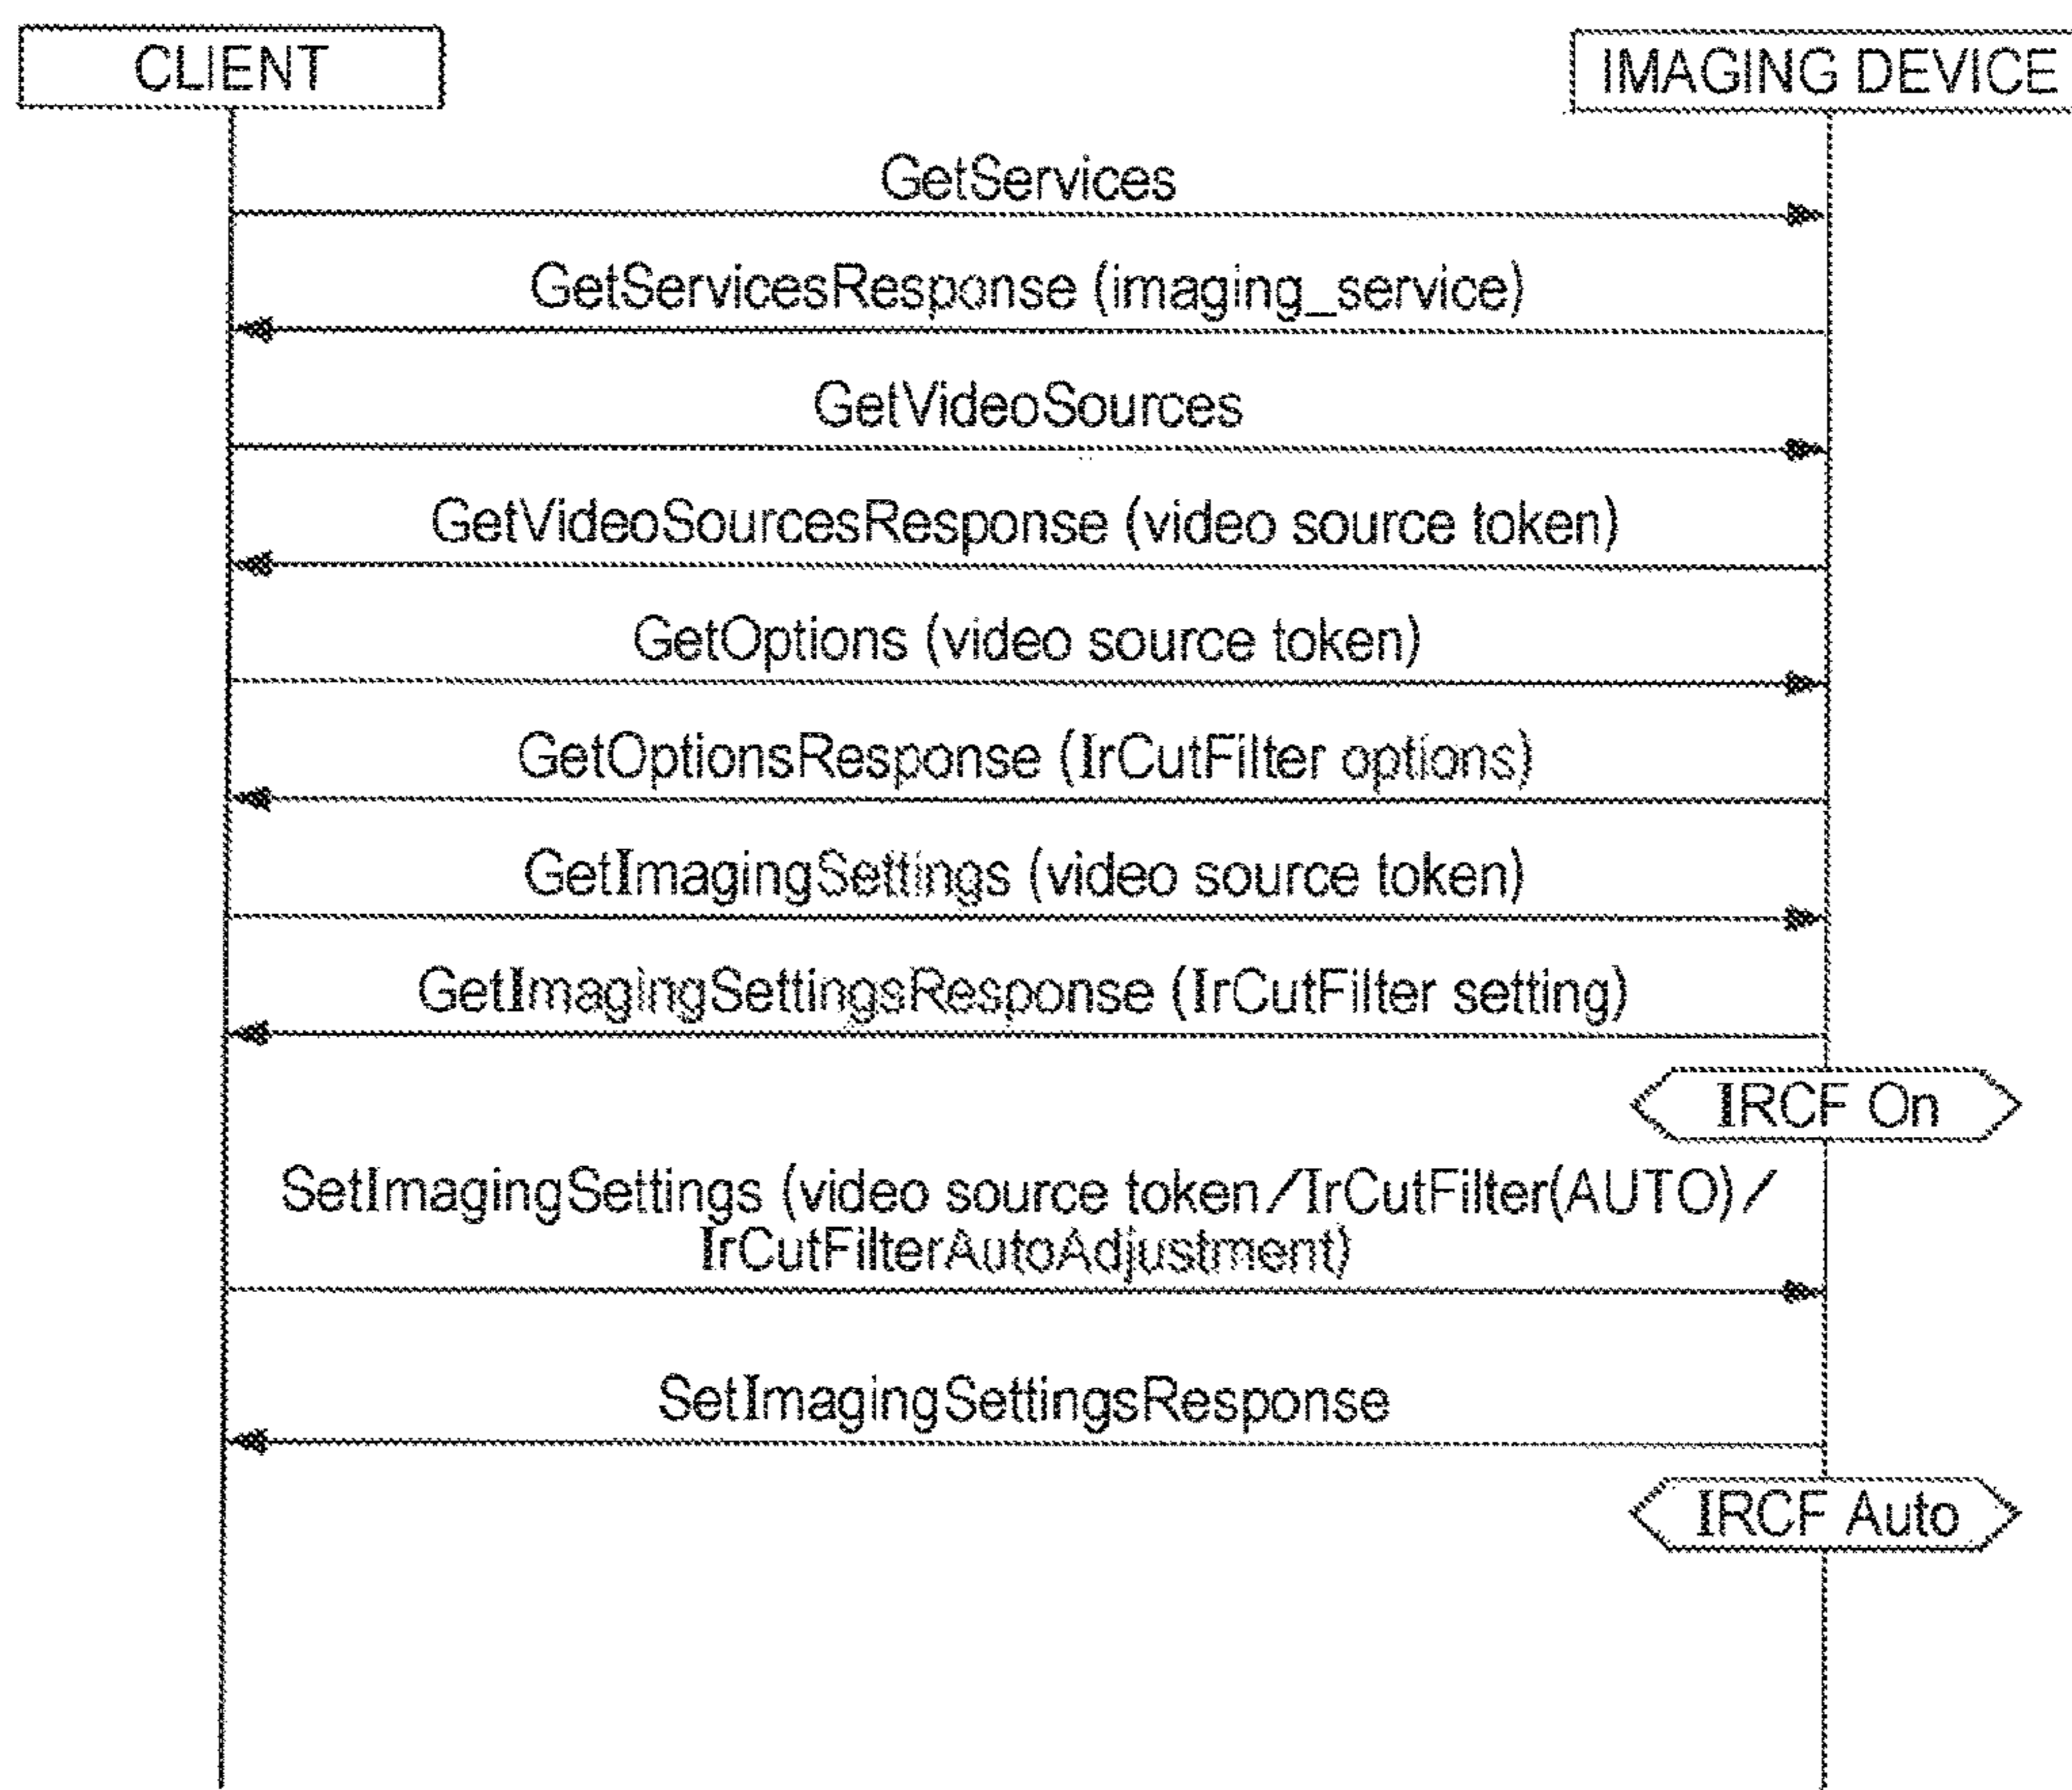 CLIENT
IMAGING DEVICE
GetServices
GetServicesResponse (imaging_service)
GetVideoSources
GetVideoSourcesResponse (video source token)
GetOptions (video source token)
GetOptionsResponse (IrCutFilter options)
GetImagingSettings (video source token)
GetImagingSettingsResponse (IrCutFilter setting)
IRCF On
SetImagingSettings (video source token/IrCutFilter(AUTO)/
IrCutFilterAutoAdjustment)
SetImagingSettingsResponse
IRCF Auto